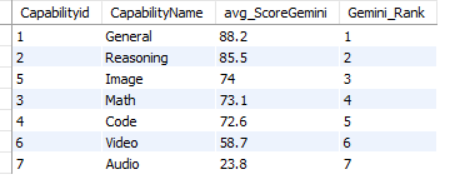 Capabilityid CapabilityName avg_ScoreGemini Gemini_Rank
1 General 88.2 1
2 Reasoning 85.5 2
5 Image 74 3
3 Math 73.1 4
4 Code 72.6 5
6 Video 58.7 6
7 Audio 23.8 7